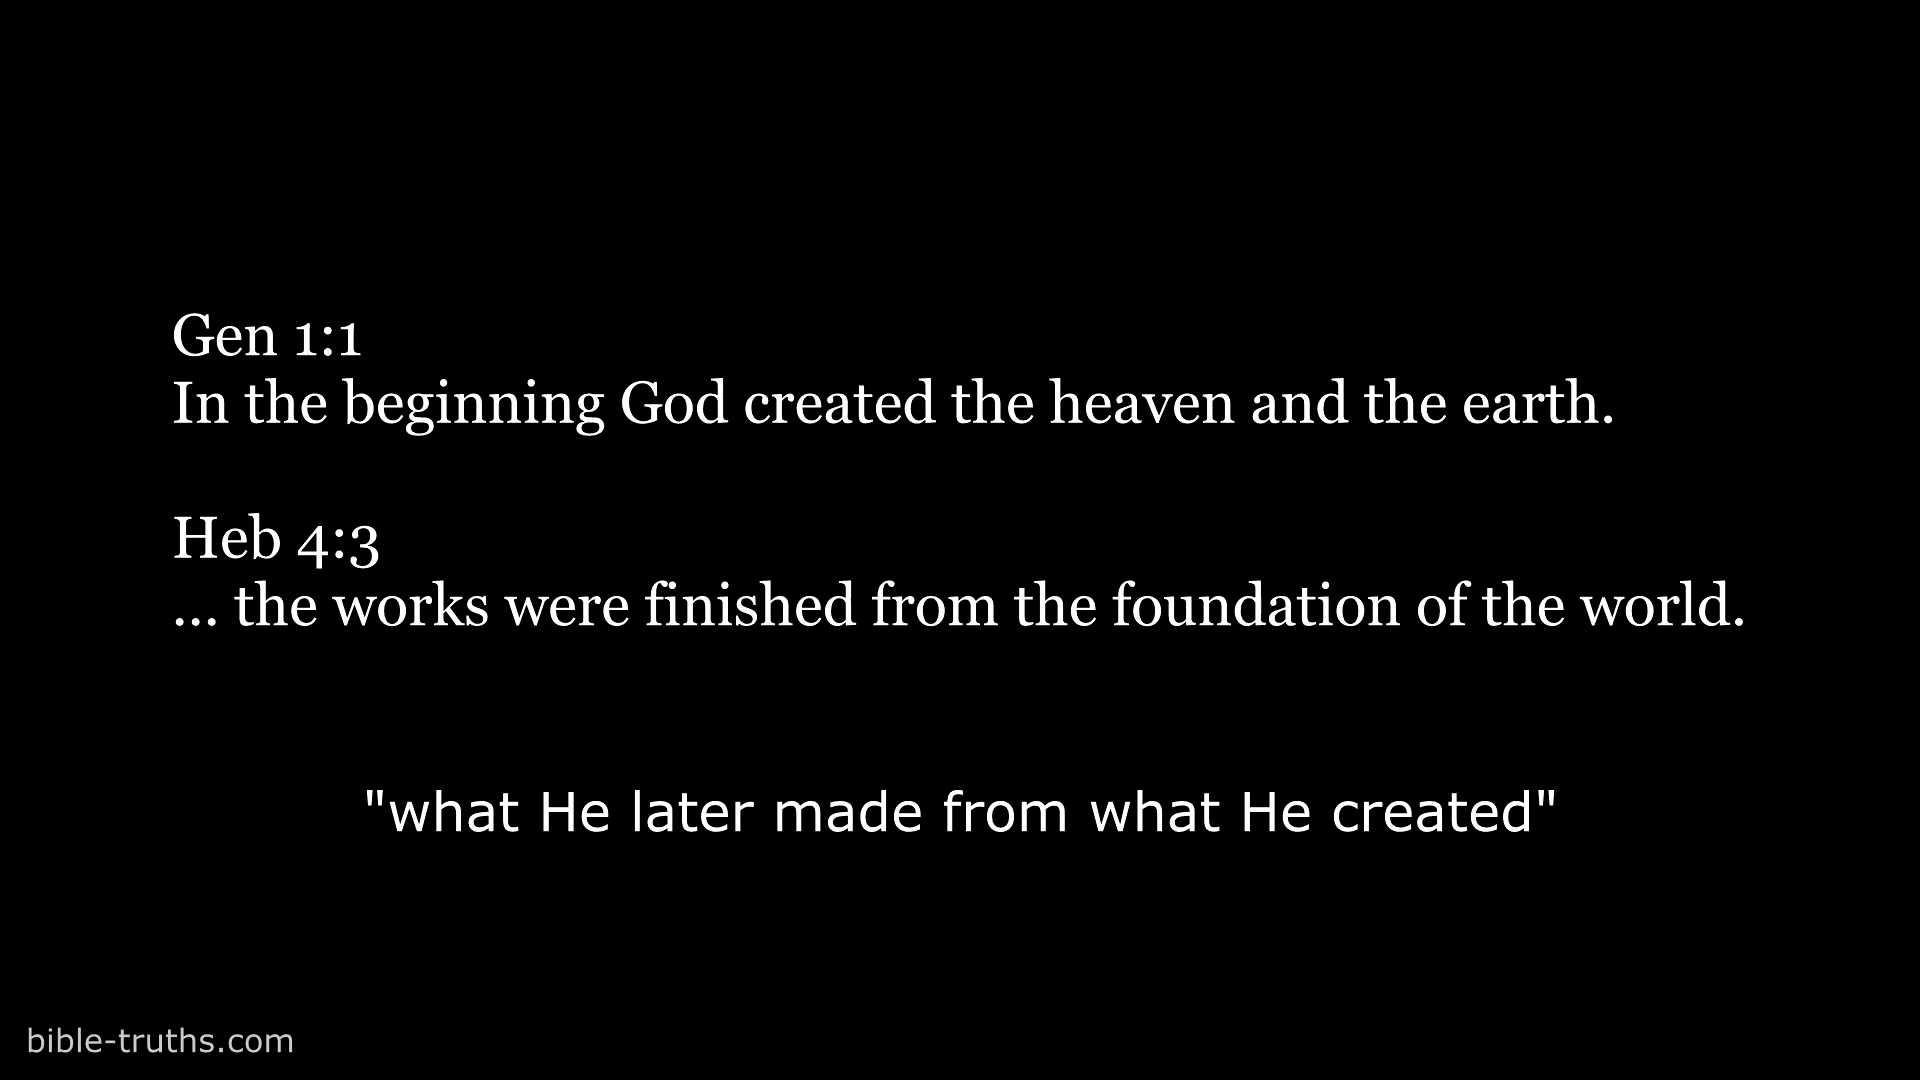 Gen 1:1
In the beginning God created the heaven and the earth.
Heb 4:3
... the works were finished from the foundation of the world.
"what He later made from what He created"
bible-truths.com